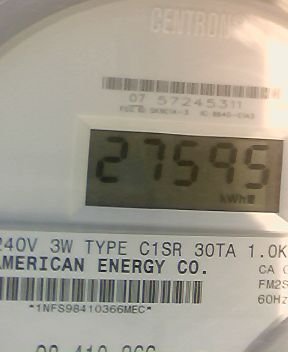 CENTRON
07 57245311
27595
kWh
240V 3W TYPE C1SR 30TA 1.0K
AMERICAN ENERGY CO.
CA
FM2S
60Hz
*1NFS98410366MEC*